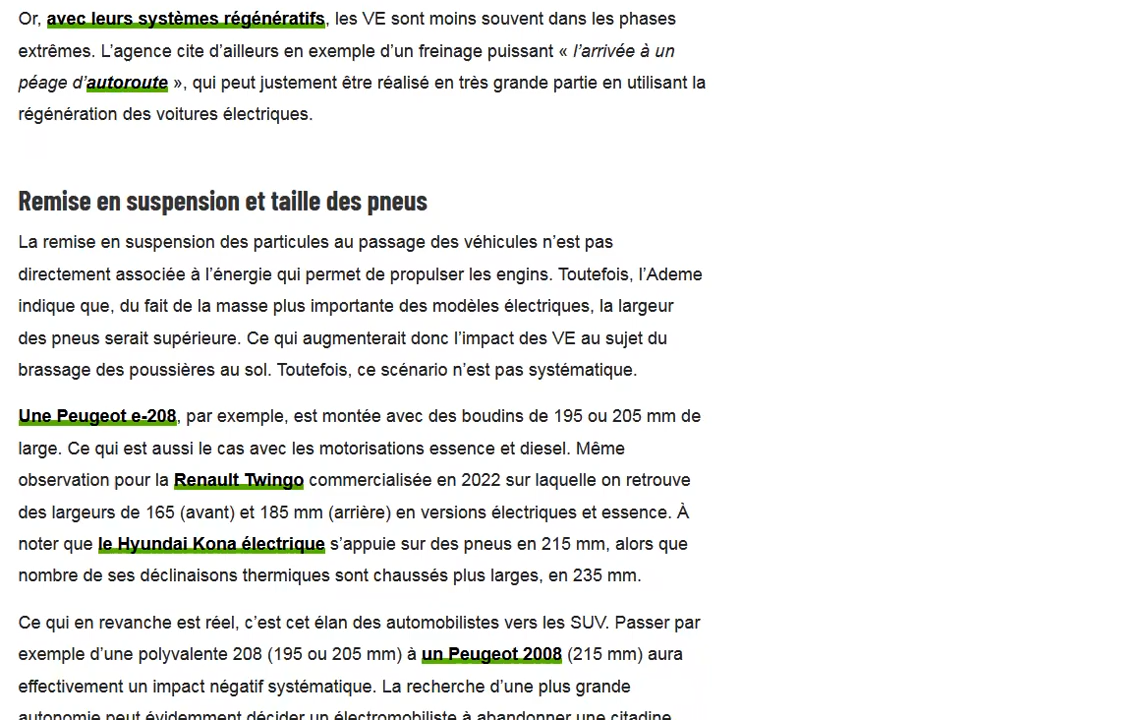 Or, avec leurs systèmes régénératifs, les VE sont moins souvent dans les phases
extrêmes. L’agence cite d’ailleurs en exemple d’un freinage puissant « l’arrivée à un
péage d’autoroute », qui peut justement être réalisé en très grande partie en utilisant la
régénération des voitures électriques.
Remise en suspension et taille des pneus
La remise en suspension des particules au passage des véhicules n’est pas
directement associée à l’énergie qui permet de propulser les engins. Toutefois, l’Ademe
indique que, du fait de la masse plus importante des modèles électriques, la largeur
des pneus serait supérieure. Ce qui augmenterait donc l’impact des VE au sujet du
brassage des poussières au sol. Toutefois, ce scénario n’est pas systématique.
Une Peugeot e-208, par exemple, est montée avec des boudins de 195 ou 205 mm de
large. Ce qui est aussi le cas avec les motorisations essence et diesel. Même
observation pour la Renault Twingo commercialisée en 2022 sur laquelle on retrouve
des largeurs de 165 (avant) et 185 mm (arrière) en versions électriques et essence. À
noter que le Hyundai Kona électrique s’appuie sur des pneus en 215 mm, alors que
nombre de ses déclinaisons thermiques sont chaussés plus larges, en 235 mm.
Ce qui en revanche est réel, c’est cet élan des automobilistes vers les SUV. Passer par
exemple d’une polyvalente 208 (195 ou 205 mm) à un Peugeot 2008 (215 mm) aura
effectivement un impact négatif systématique. La recherche d’une plus grande
autonomie peut évidemment décider un électromobiliste à abandonner une citadine